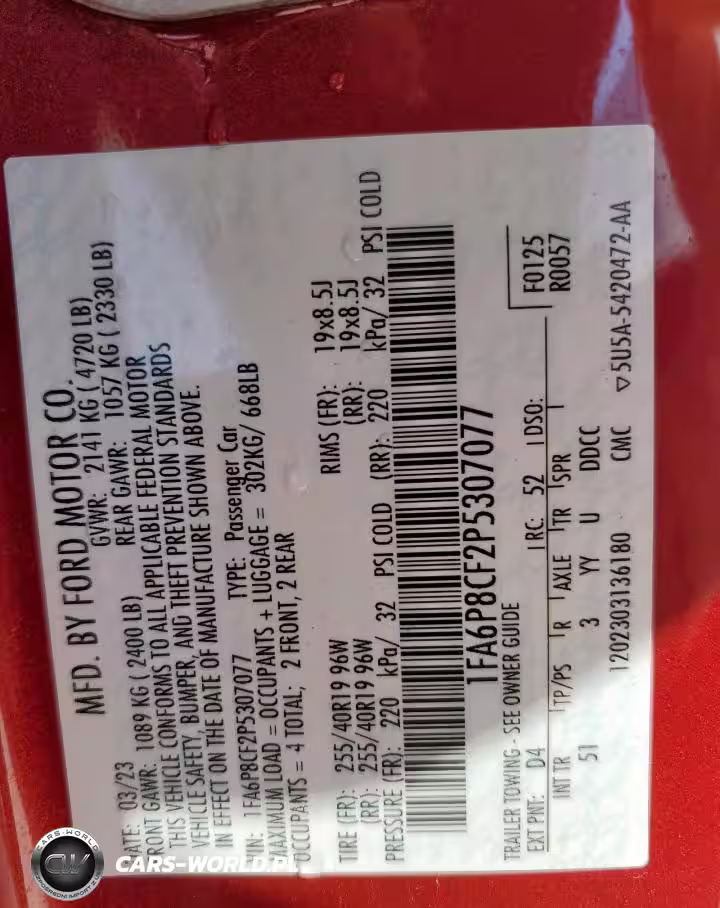 MFD. BY FORD MOTOR CO.
DATE: 03/23 GVWR: 2141 KG ( 4720 LB)
FRONT GAWR: 1089 KG ( 2400 LB) REAR GAWR: 1057 KG ( 2330 LB)
THIS VEHICLE CONFORMS TO ALL APPLICABLE FEDERAL MOTOR
VEHICLE SAFETY, BUMPER, AND THEFT PREVENTION STANDARDS
IN EFFECT ON THE DATE OF MANUFACTURE SHOWN ABOVE.
VIN: 1FA6P8CF2P5307077 TYPE: Passenger Car
MAXIMUM LOAD = OCCUPANTS + LUGGAGE = 302KG/ 668LB
OCCUPANTS = 4 TOTAL; 2 FRONT, 2 REAR
TIRE (FR): 255/40R19 96W RIMS (FR): 19x8.5J
(RR): 255/40R19 96W (RR): 19x8.5J
PRESSURE (FR): 220 kPa/ 32 PSI COLD (RR): 220 kPa/ 32 PSI COLD
1FA6P8CF2P5307077
F0125
R0057
TRAILER TOWING - SEE OWNER GUIDE
EXT PNT: D4 RC: 52 DSO:
INT TR TP/PS R AXLE TR SPR
51 3 YY U DDCC
1202303136180 CMC ▽5U5A-5420472-AA
CARS-WORLD
CW
CARS-WORLD.PL